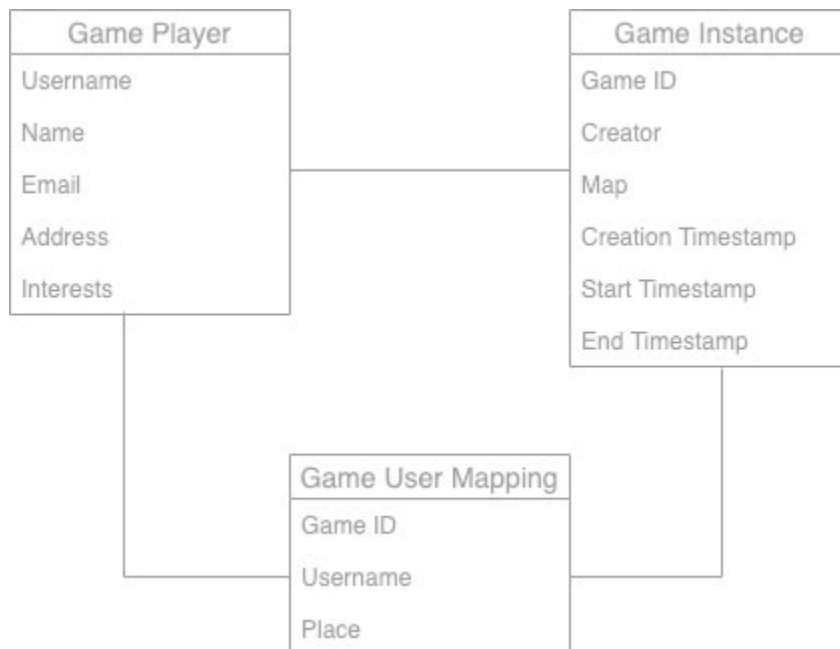 Game Player
Username
Name
Email
Address
Interests
Game Instance
Game ID
Creator
Map
Creation Timestamp
Start Timestamp
End Timestamp
Game User Mapping
Game ID
Username
Place